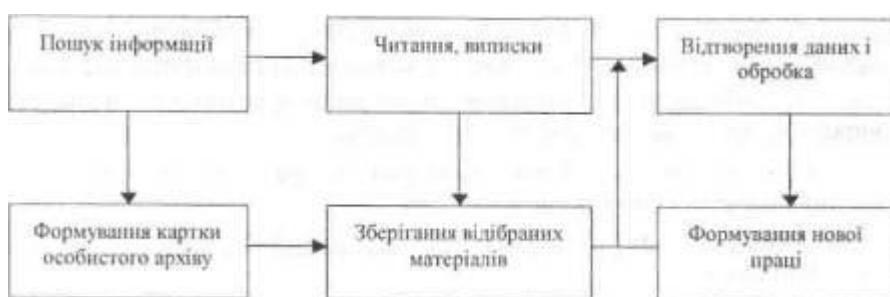 Пошук інформації
Читання, виписки
Відтворення даних і
обробка
Формування картки
особистого архіву
Зберігання відібраних
матеріалів
Формування нової
праці